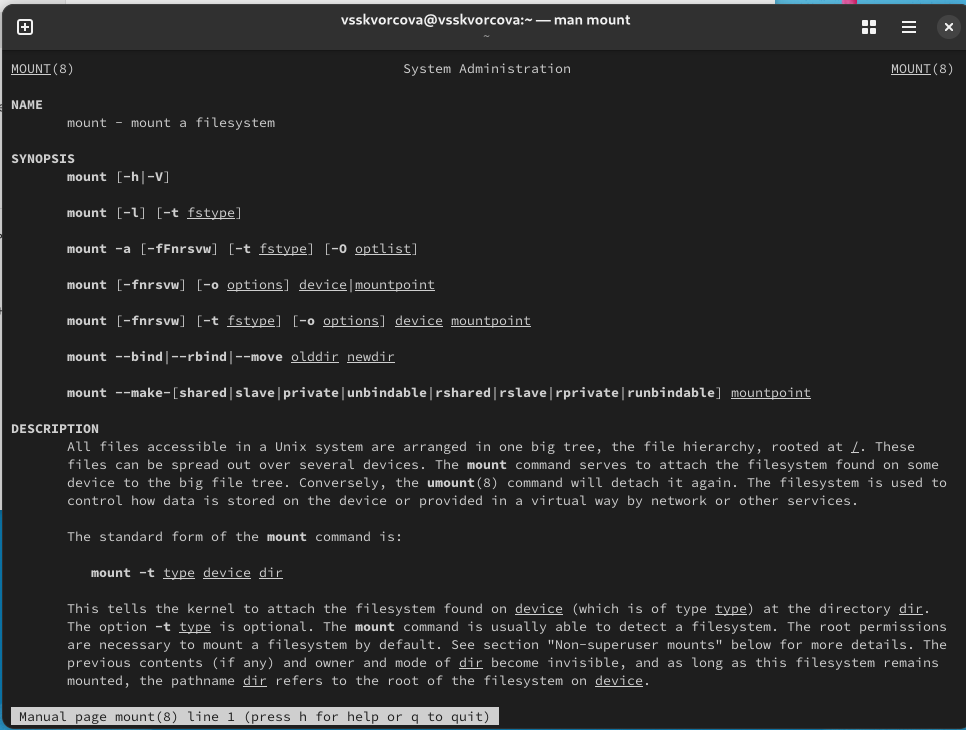 vsskvorcova@vsskvorcova:~ — man mount
~
MOUNT(8) System Administration MOUNT(8)
NAME
mount - mount a filesystem
SYNOPSIS
mount [-h|-V]
mount [-l] [-t fstype]
mount -a [-fFnrsvw] [-t fstype] [-O optlist]
mount [-fnrsvw] [-o options] device|mountpoint
mount [-fnrsvw] [-t fstype] [-o options] device mountpoint
mount --bind|--rbind|--move olddir newdir
mount --make-[shared|slave|private|unbindable|rshared|rslave|rprivate|runbindable] mountpoint
DESCRIPTION
All files accessible in a Unix system are arranged in one big tree, the file hierarchy, rooted at /. These
files can be spread out over several devices. The mount command serves to attach the filesystem found on some
device to the big file tree. Conversely, the umount(8) command will detach it again. The filesystem is used to
control how data is stored on the device or provided in a virtual way by network or other services.
The standard form of the mount command is:
mount -t type device dir
This tells the kernel to attach the filesystem found on device (which is of type type) at the directory dir.
The option -t type is optional. The mount command is usually able to detect a filesystem. The root permissions
are necessary to mount a filesystem by default. See section "Non-superuser mounts" below for more details. The
previous contents (if any) and owner and mode of dir become invisible, and as long as this filesystem remains
mounted, the pathname dir refers to the root of the filesystem on device.
Manual page mount(8) line 1 (press h for help or q to quit)